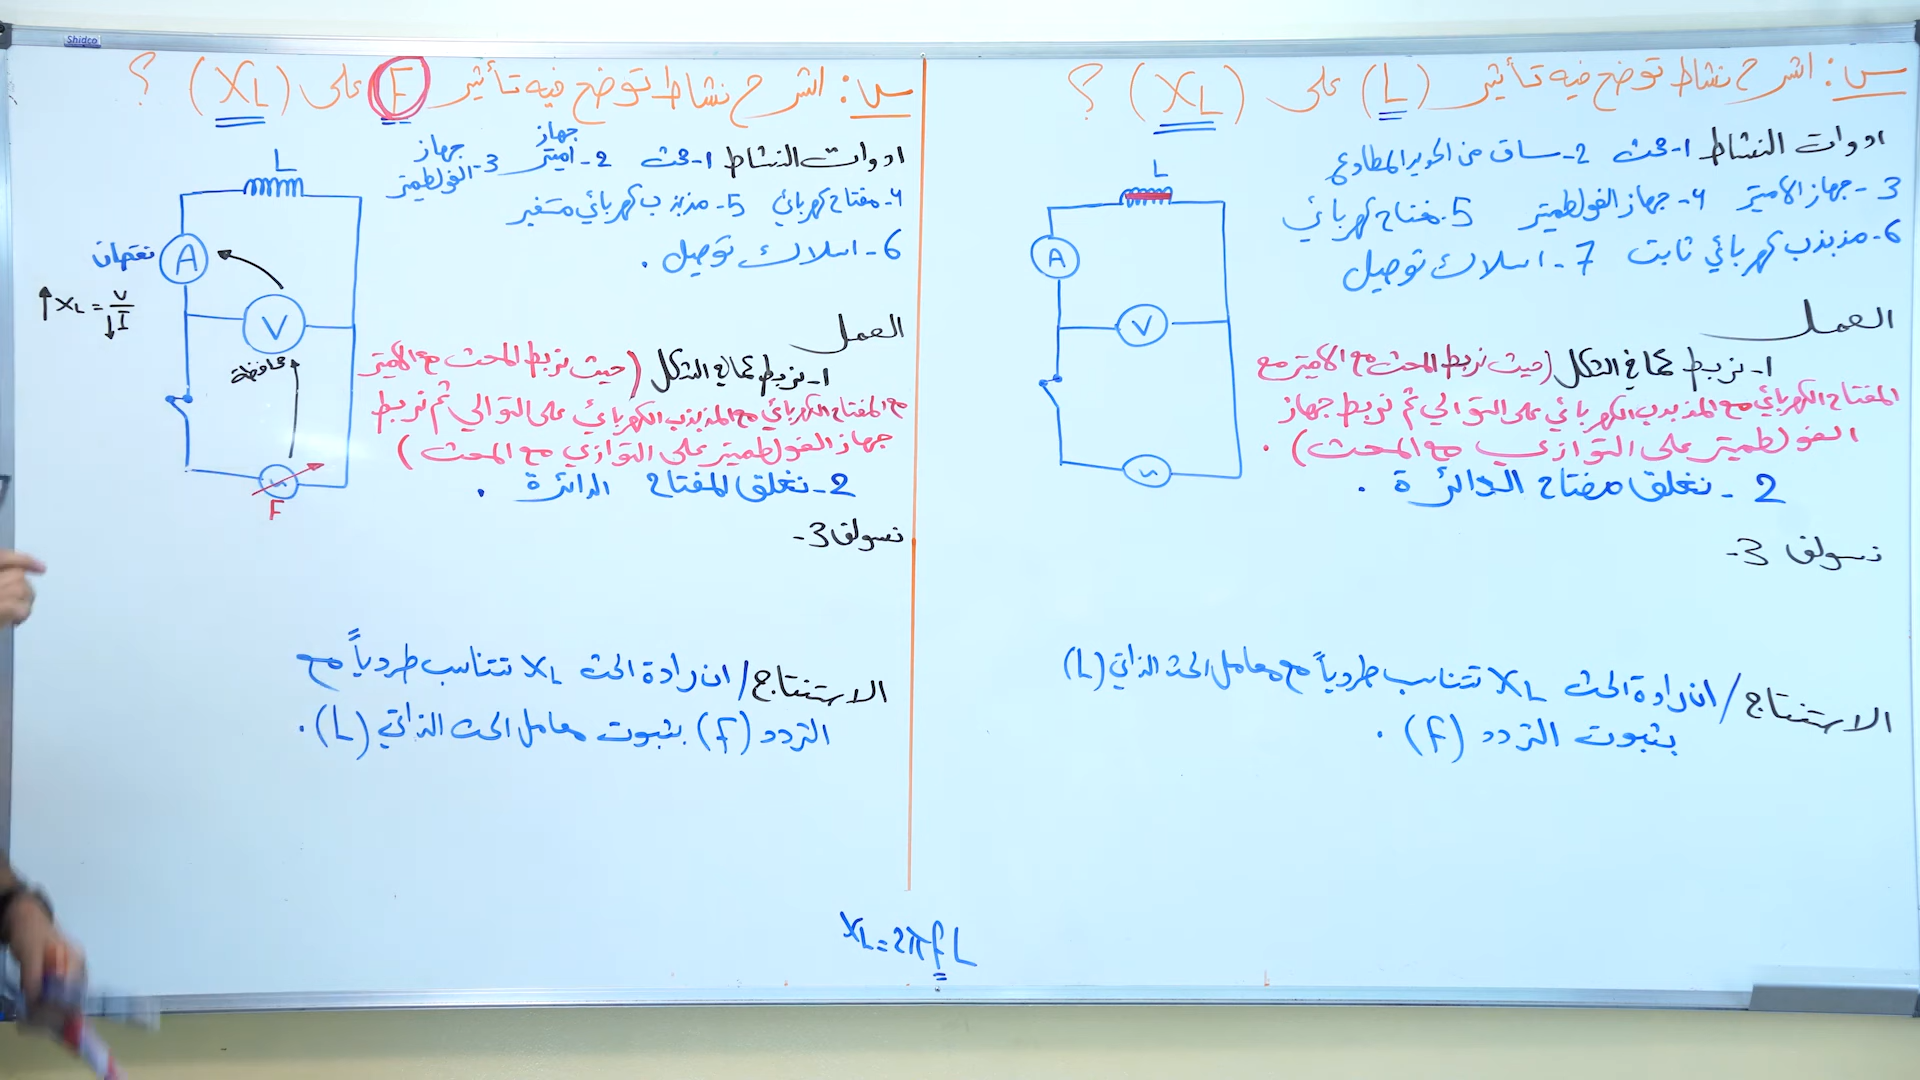 Shidco
س: اشرح نشاط توضح فيه تأثير (L) على (XL) ؟
ادوات النشاط 1- محث 2- ساق من الحديد المطاوع
3- جهاز الاميتر 4- جهاز الفولطميتر 5- مفتاح كهربائي
6- مذبذب كهربائي ثابت 7- اسلاك توصيل
العمل
1- نربط كما في الشكل (حيث نربط المحث مع الاميتر مع
المفتاح الكهربائي مع المذبذب الكهربائي على التوالي ثم نربط جهاز
الفولطميتر على التوازي مع المحث) .
2- نغلق مفتاح الدائرة .
نسولف 3-
الاستنتاج / ان رادة الحث XL تتناسب طردياً مع معامل الحث الذاتي (L)
بثبوت التردد (f) .
L
A
V
~
س: اشرح نشاط توضح فيه تأثير F على (XL) ؟
ادوات النشاط 1- محث 2- جهاز اميتر 3- جهاز الفولطميتر
4- مفتاح كهربائي 5- مذبذب كهربائي متغير
6- اسلاك توصيل .
العمل
1- نربط كما في الشكل (حيث نربط المحث مع الاميتر
مع المفتاح الكهربائي مع المذبذب الكهربائي على التوالي ثم نربط
جهاز الفولطميتر على التوازي مع المحث)
2- نغلق المفتاح الدائرة .
نسولف 3-
الاستنتاج / ان رادة الحث XL تتناسب طردياً مع
التردد (f) بثبوت معامل الحث الذاتي (L) .
L
A
نقصان
V
محافظة
~
F
↑XL = V/I↓
XL = 2πfL